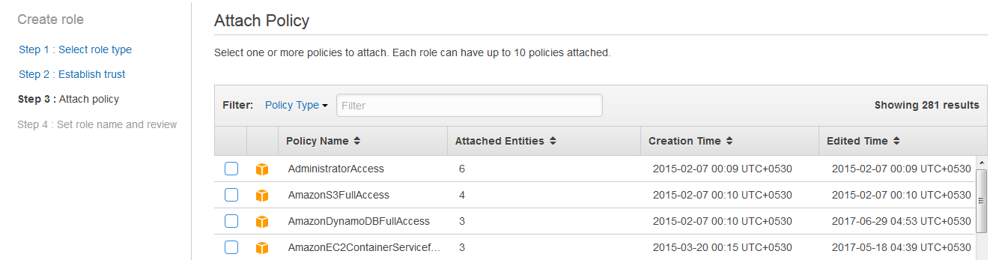 Create role
Step 1 : Select role type
Step 2 : Establish trust
Step 3 : Attach policy
Step 4 : Set role name and review
Attach Policy
Select one or more policies to attach. Each role can have up to 10 policies attached.
Filter: Policy Type Filter Showing 281 results
Policy Name Attached Entities Creation Time Edited Time
AdministratorAccess 6 2015-02-07 00:09 UTC+0530 2015-02-07 00:09 UTC+0530
AmazonS3FullAccess 4 2015-02-07 00:10 UTC+0530 2015-02-07 00:10 UTC+0530
AmazonDynamoDBFullAccess 3 2015-02-07 00:10 UTC+0530 2017-06-29 04:53 UTC+0530
AmazonEC2ContainerServicef... 3 2015-03-20 00:15 UTC+0530 2017-05-18 04:39 UTC+0530